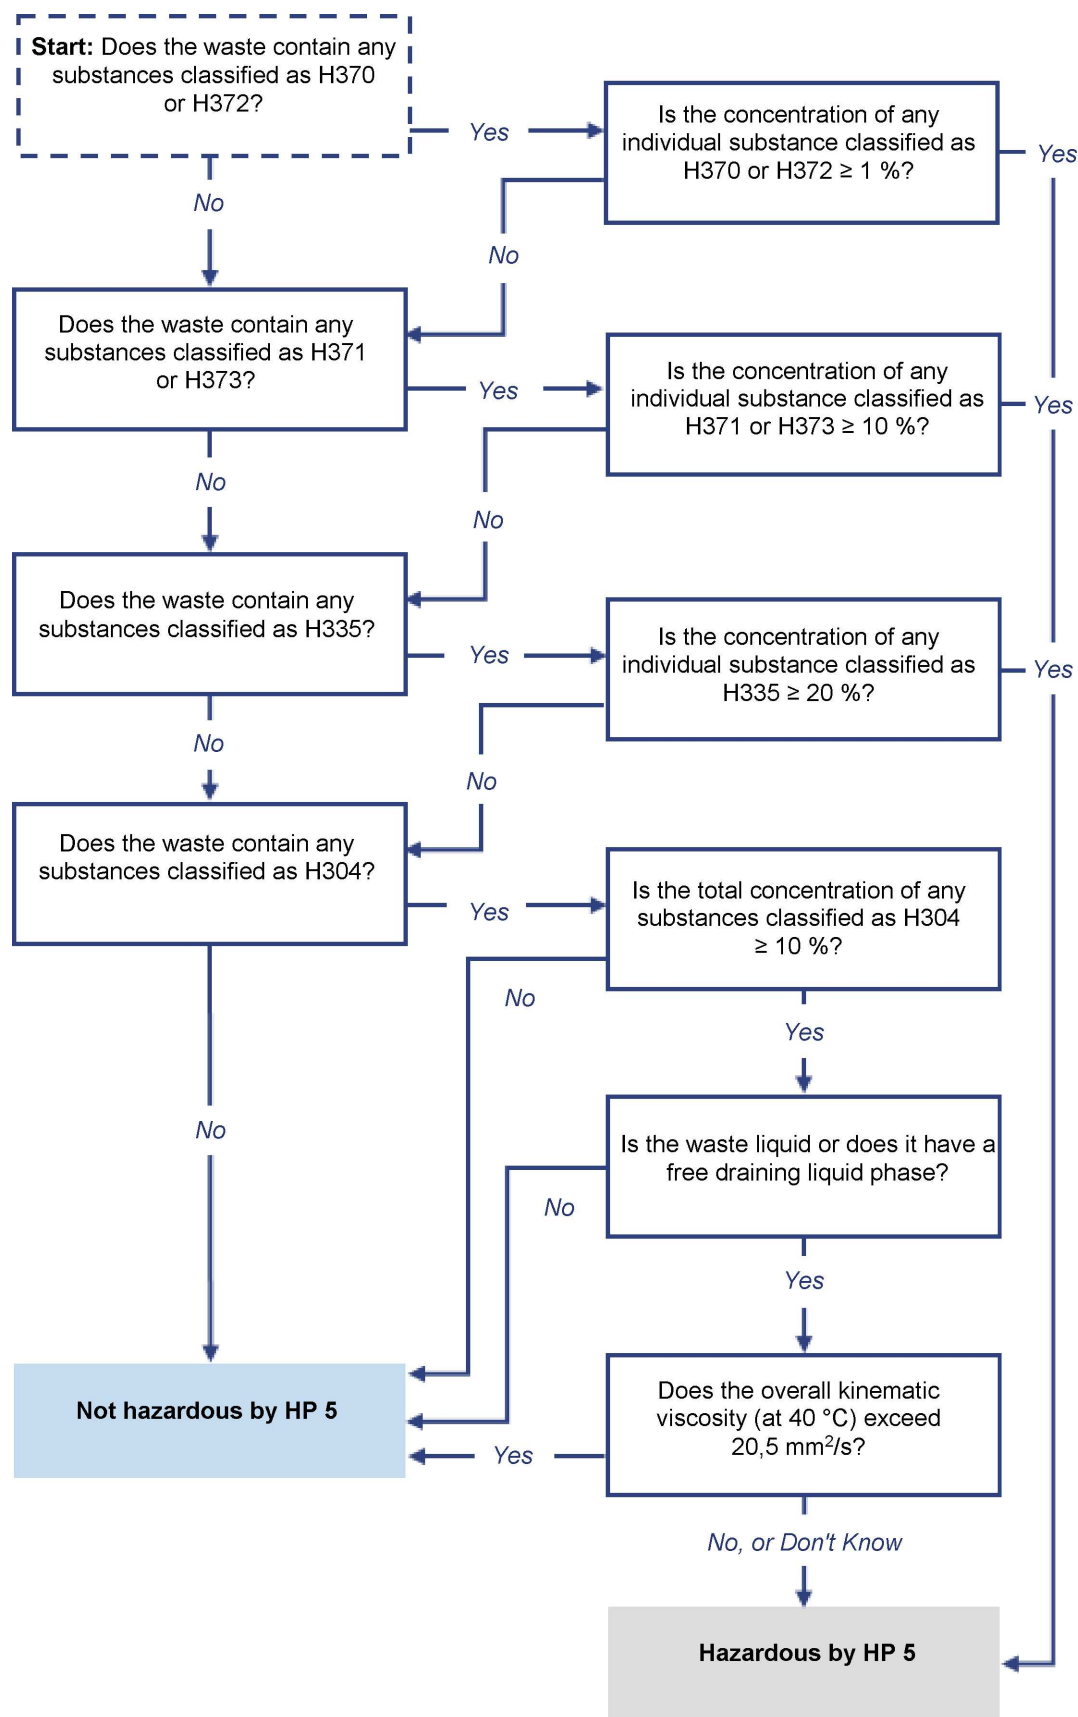 Start: Does the waste contain any
substances classified as H370
or H372?
Yes
Is the concentration of any
individual substance classified as
H370 or H372 ≥ 1 %?
Yes
No
No
Does the waste contain any
substances classified as H371
or H373?
Yes
Is the concentration of any
individual substance classified as
H371 or H373 ≥ 10 %?
Yes
No
No
Does the waste contain any
substances classified as H335?
Yes
Is the concentration of any
individual substance classified as
H335 ≥ 20 %?
Yes
No
No
Does the waste contain any
substances classified as H304?
Yes
Is the total concentration of any
substances classified as H304
≥ 10 %?
No
Yes
No
Is the waste liquid or does it have a
free draining liquid phase?
No
Yes
Does the overall kinematic
viscosity (at 40 °C) exceed
20,5 mm²/s?
Yes
Not hazardous by HP 5
No, or Don't Know
Hazardous by HP 5